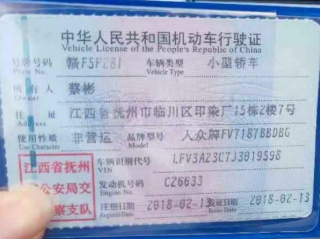 中华人民共和国机动车行驶证
Vehicle License of the People's Republic of China
号牌号码 赣F5F281 车辆类型 小型轿车
Plate No. Vehicle Type
所有人 蔡彬
Owner
住址 江西省抚州市临川区印染厂15栋2楼7号
Address
使用性质 非营运 品牌型号 大众牌FV7187BBDBG
Use Character Model
江西省抚州 车辆识别代号 LFV3A23C7J3019598
VIN
公安局交 发动机号码 CZ6633
Engine No.
警察支队 注册日期 2018-02-13 发证日期 2018-02-13
Register Date Issue Date